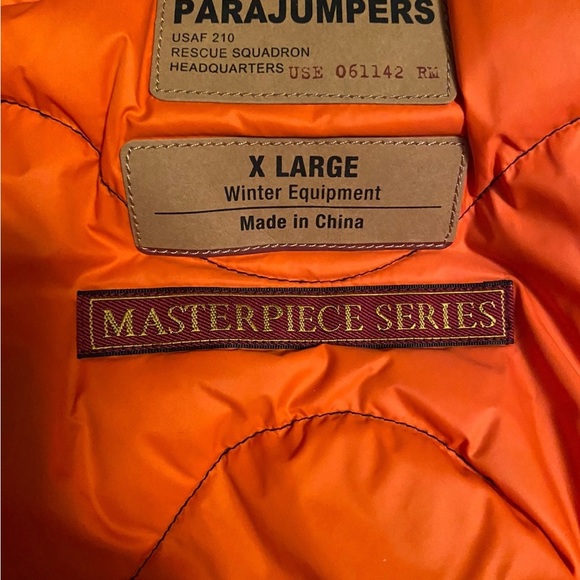 PARAJUMPERS
USAF 210
RESCUE SQUADRON
HEADQUARTERS USE 061142 RM
X LARGE
Winter Equipment
Made in China
MASTERPIECE SERIES